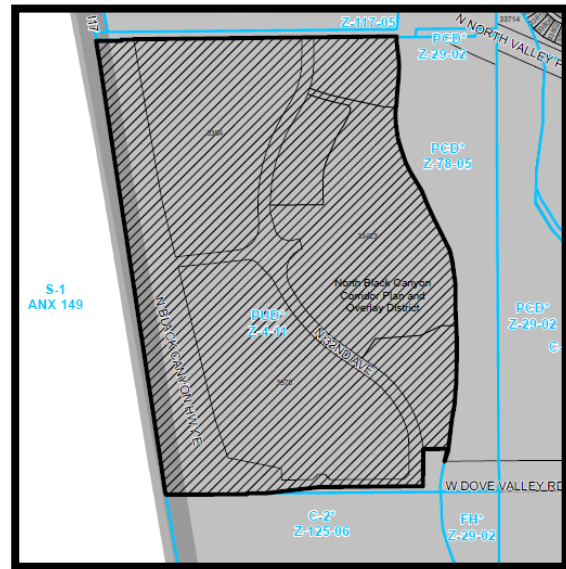 I17
Z-117-05
33714
PCD*
Z-29-02
N NORTH VALLEY P
PCD*
Z-78-05
S-1
ANX 149
North Black Canyon
Corridor Plan and
Overlay District
PUD*
Z-4-11
N BLACK CANYON HWY E
N 32ND AVE
PCD*
Z-29-02
C-
W DOVE VALLEY RD
C-2*
Z-125-06
FH*
Z-29-02